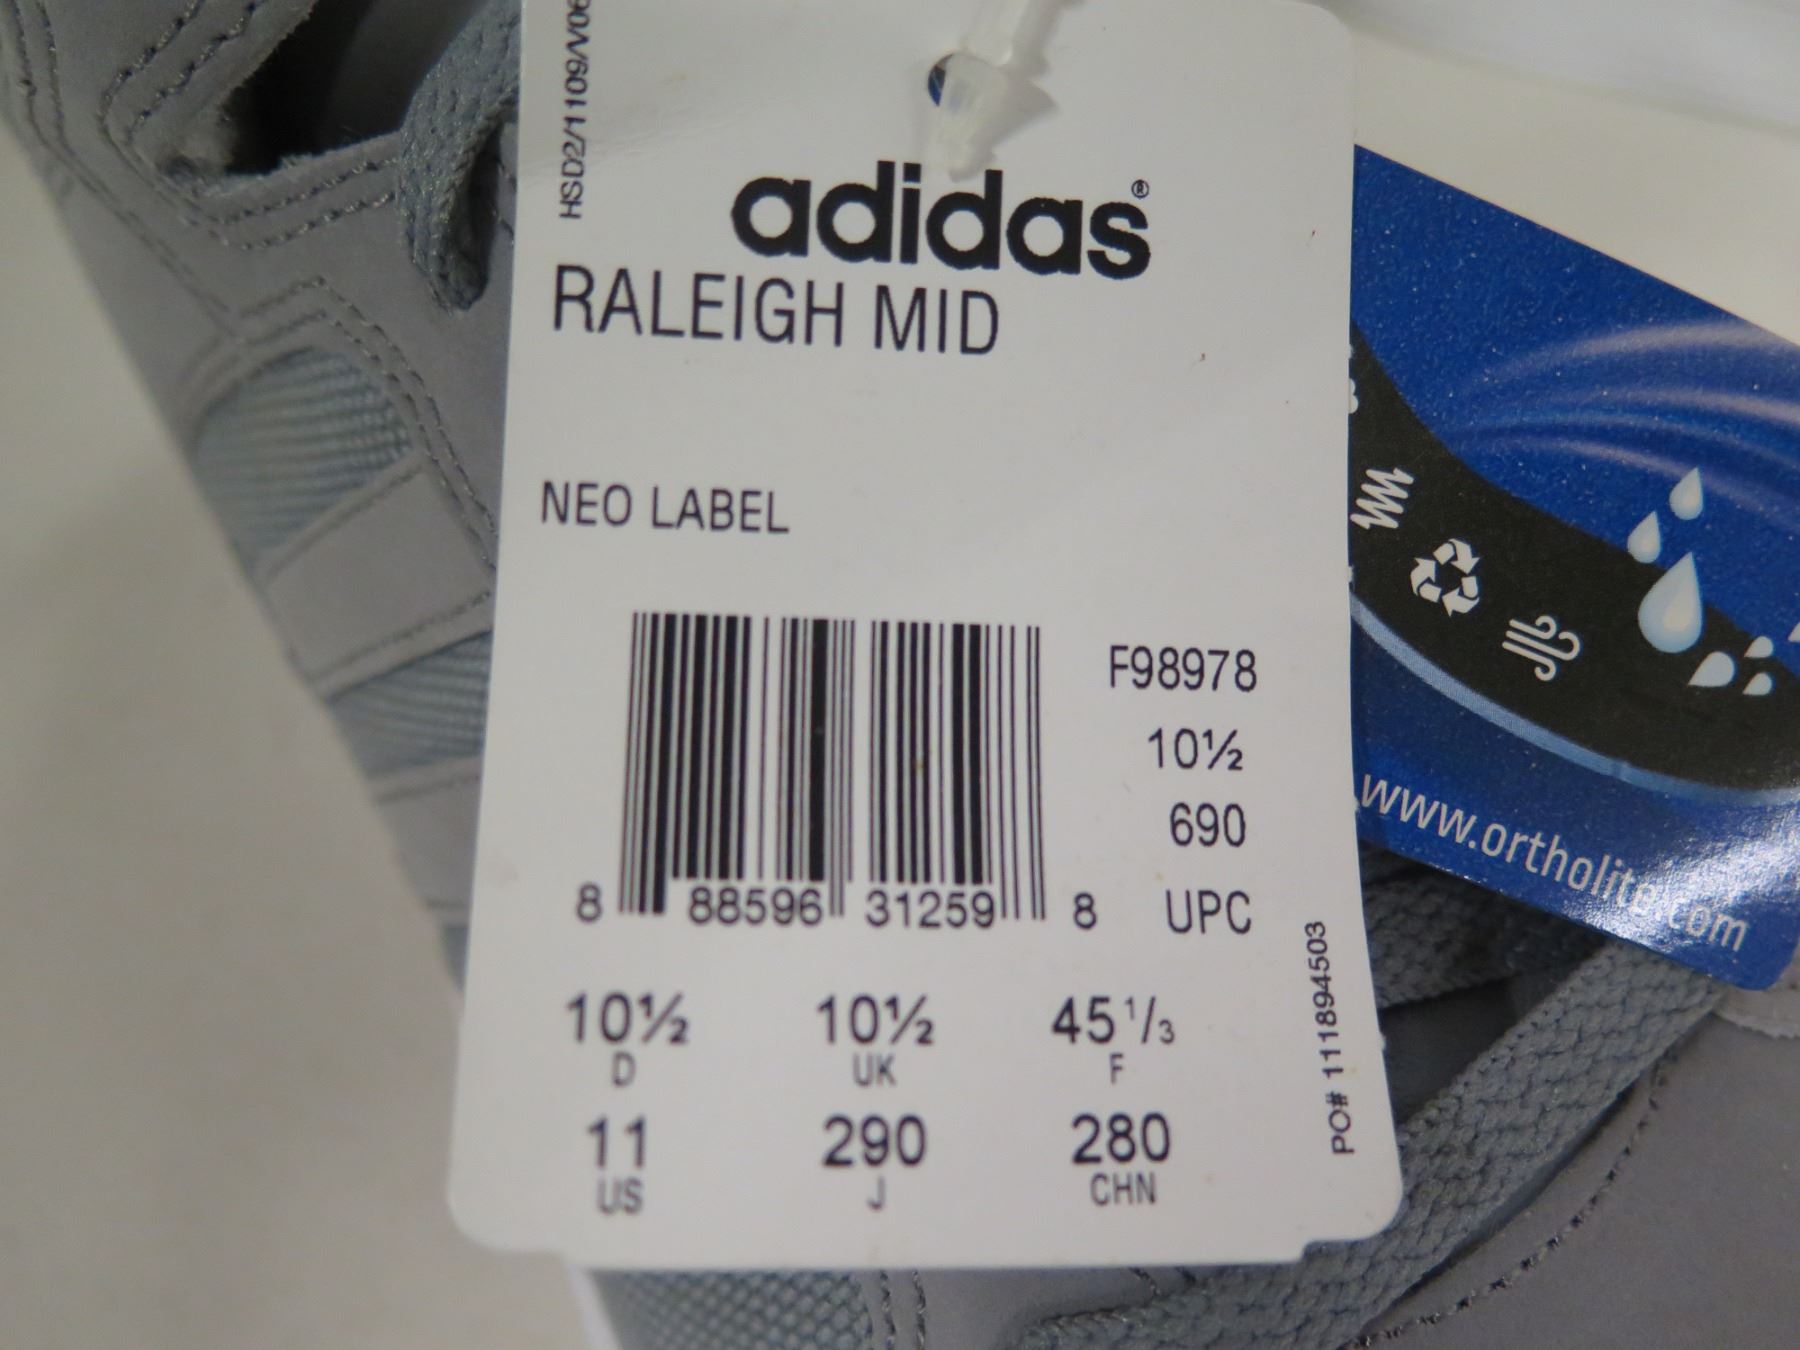 HSD2/1109/V06
adidas®
RALEIGH MID
NEO LABEL
F98978
10½
690
UPC
8 88596 31259 8
10½ 10½ 45 1/3
D UK F
11 290 280
US J CHN
PO# 111894503
www.ortholite.com